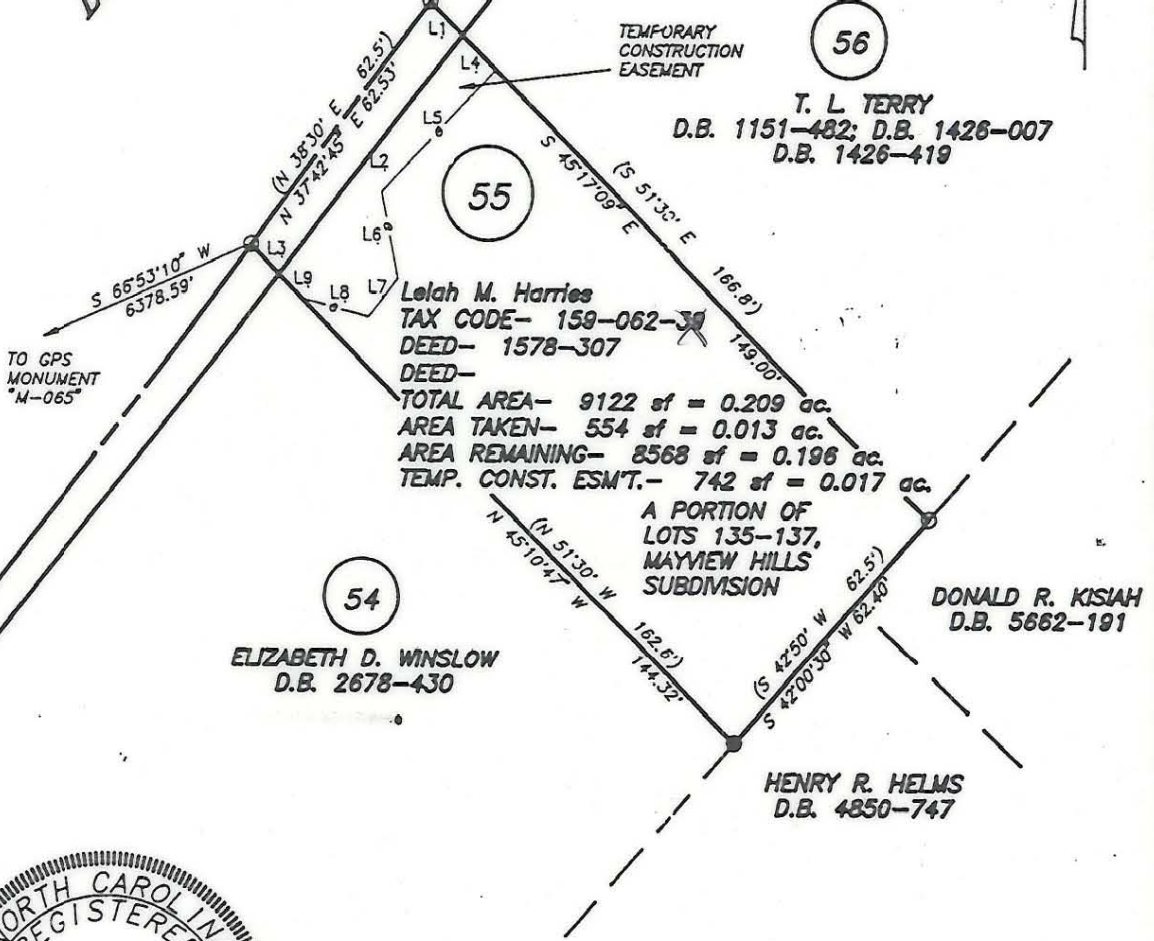 L1
L4
TEMPORARY
CONSTRUCTION
EASEMENT
56
T. L. TERRY
D.B. 1151-482; D.B. 1426-007
D.B. 1426-419
(N 38°30' E 62.5')
N 37°42'45" E 62.53'
L5
L2
55
S 45°17'09" E
149.00'
(S 51°30' E
166.8')
L6
L3
L9
L8
L7
S 66°53'10" W
6378.59'
TO GPS
MONUMENT
"M-065"
Lelah M. Harries
TAX CODE- 159-062-39
DEED- 1578-307
DEED-
TOTAL AREA- 9122 sf = 0.209 ac.
AREA TAKEN- 554 sf = 0.013 ac.
AREA REMAINING- 8568 sf = 0.196 ac.
TEMP. CONST. ESM'T.- 742 sf = 0.017 ac.
A PORTION OF
LOTS 135-137,
MAYVIEW HILLS
SUBDIVISION
(N 51°30' W 162.6')
N 45°10'47" W 144.32'
54
ELIZABETH D. WINSLOW
D.B. 2678-430
(S 42°50' W 62.5')
S 42°00'30" W 62.40'
DONALD R. KISIAH
D.B. 5662-191
HENRY R. HELMS
D.B. 4850-747
NORTH CAROLIN
REGISTERE